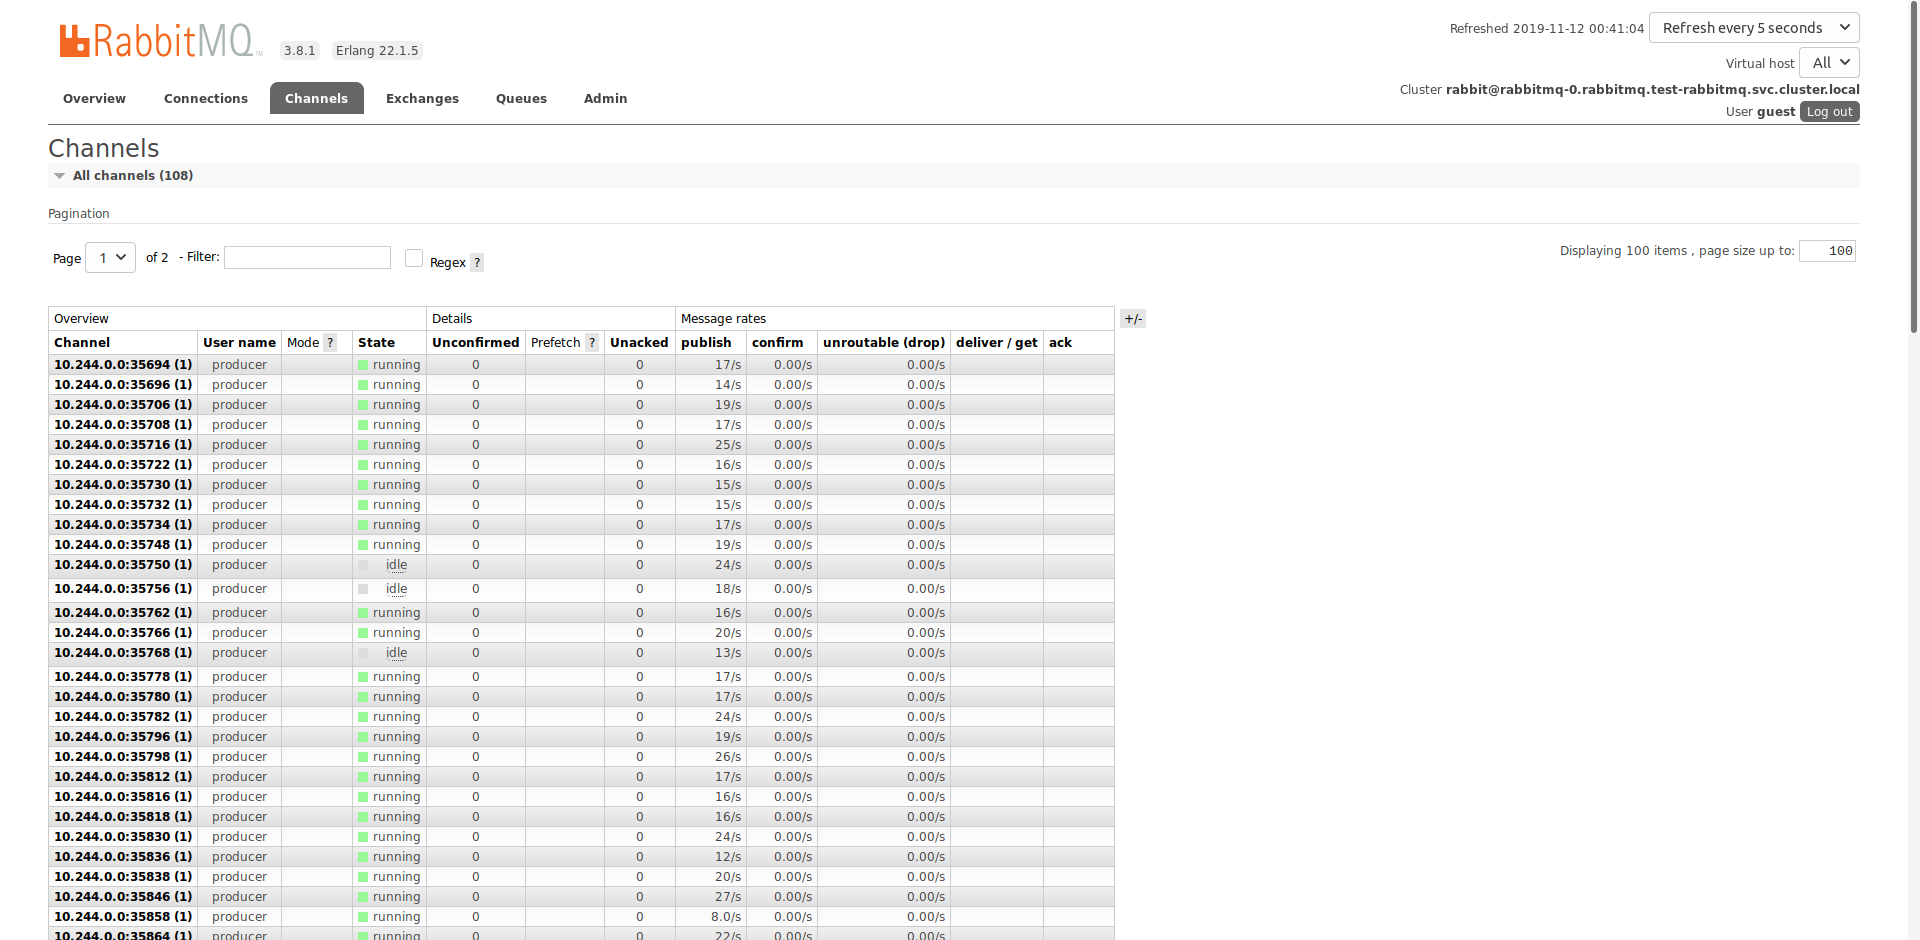 RabbitMQ™ 3.8.1 Erlang 22.1.5
Refreshed 2019-11-12 00:41:04 Refresh every 5 seconds
Virtual host All
Cluster rabbit@rabbitmq-0.rabbitmq.test-rabbitmq.svc.cluster.local
User guest Log out
Overview Connections Channels Exchanges Queues Admin
Channels
All channels (108)
Pagination
Page 1 of 2 - Filter: Regex ?
Displaying 100 items , page size up to: 100
Overview Details Message rates +/-
Channel User name Mode ? State Unconfirmed Prefetch ? Unacked publish confirm unroutable (drop) deliver / get ack
10.244.0.0:35694 (1) producer running 0 0 17/s 0.00/s 0.00/s
10.244.0.0:35696 (1) producer running 0 0 14/s 0.00/s 0.00/s
10.244.0.0:35706 (1) producer running 0 0 19/s 0.00/s 0.00/s
10.244.0.0:35708 (1) producer running 0 0 17/s 0.00/s 0.00/s
10.244.0.0:35716 (1) producer running 0 0 25/s 0.00/s 0.00/s
10.244.0.0:35722 (1) producer running 0 0 16/s 0.00/s 0.00/s
10.244.0.0:35730 (1) producer running 0 0 15/s 0.00/s 0.00/s
10.244.0.0:35732 (1) producer running 0 0 15/s 0.00/s 0.00/s
10.244.0.0:35734 (1) producer running 0 0 17/s 0.00/s 0.00/s
10.244.0.0:35748 (1) producer running 0 0 19/s 0.00/s 0.00/s
10.244.0.0:35750 (1) producer idle 0 0 24/s 0.00/s 0.00/s
10.244.0.0:35756 (1) producer idle 0 0 18/s 0.00/s 0.00/s
10.244.0.0:35762 (1) producer running 0 0 16/s 0.00/s 0.00/s
10.244.0.0:35766 (1) producer running 0 0 20/s 0.00/s 0.00/s
10.244.0.0:35768 (1) producer idle 0 0 13/s 0.00/s 0.00/s
10.244.0.0:35778 (1) producer running 0 0 17/s 0.00/s 0.00/s
10.244.0.0:35780 (1) producer running 0 0 17/s 0.00/s 0.00/s
10.244.0.0:35782 (1) producer running 0 0 24/s 0.00/s 0.00/s
10.244.0.0:35796 (1) producer running 0 0 19/s 0.00/s 0.00/s
10.244.0.0:35798 (1) producer running 0 0 26/s 0.00/s 0.00/s
10.244.0.0:35812 (1) producer running 0 0 17/s 0.00/s 0.00/s
10.244.0.0:35816 (1) producer running 0 0 16/s 0.00/s 0.00/s
10.244.0.0:35818 (1) producer running 0 0 16/s 0.00/s 0.00/s
10.244.0.0:35830 (1) producer running 0 0 24/s 0.00/s 0.00/s
10.244.0.0:35836 (1) producer running 0 0 12/s 0.00/s 0.00/s
10.244.0.0:35838 (1) producer running 0 0 20/s 0.00/s 0.00/s
10.244.0.0:35846 (1) producer running 0 0 27/s 0.00/s 0.00/s
10.244.0.0:35858 (1) producer running 0 0 8.0/s 0.00/s 0.00/s
10.244.0.0:35864 (1) producer running 0 0 22/s 0.00/s 0.00/s